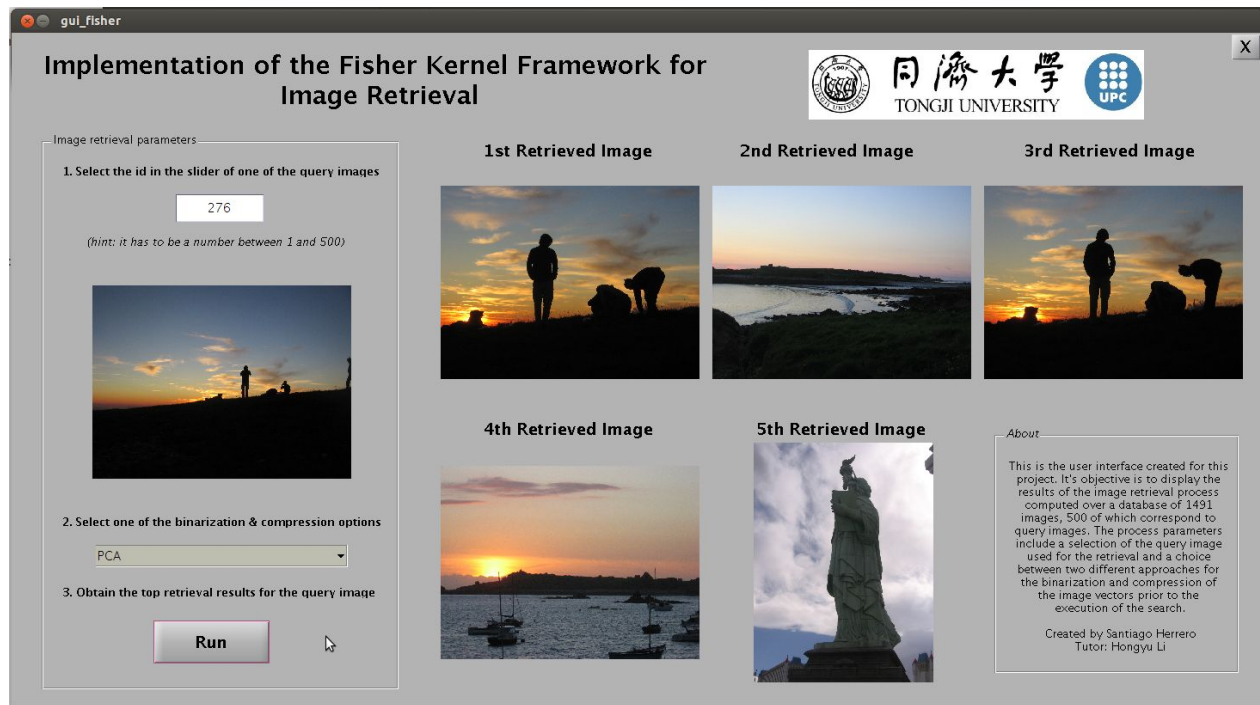 gui_fisher
X
Implementation of the Fisher Kernel Framework for
Image Retrieval
1907
TONGJI UNIVERSITY
同濟大學
TONGJI UNIVERSITY
UPC
Image retrieval parameters
1. Select the id in the slider of one of the query images
276
(hint: it has to be a number between 1 and 500)
2. Select one of the binarization & compression options
PCA
3. Obtain the top retrieval results for the query image
Run
1st Retrieved Image
2nd Retrieved Image
3rd Retrieved Image
4th Retrieved Image
5th Retrieved Image
About
This is the user interface created for this
project. It's objective is to display the
results of the image retrieval process
computed over a database of 1491
images, 500 of which correspond to
query images. The process parameters
include a selection of the query image
used for the retrieval and a choice
between two different approaches for
the binarization and compression of
the image vectors prior to the
execution of the search.
Created by Santiago Herrero
Tutor: Hongyu Li